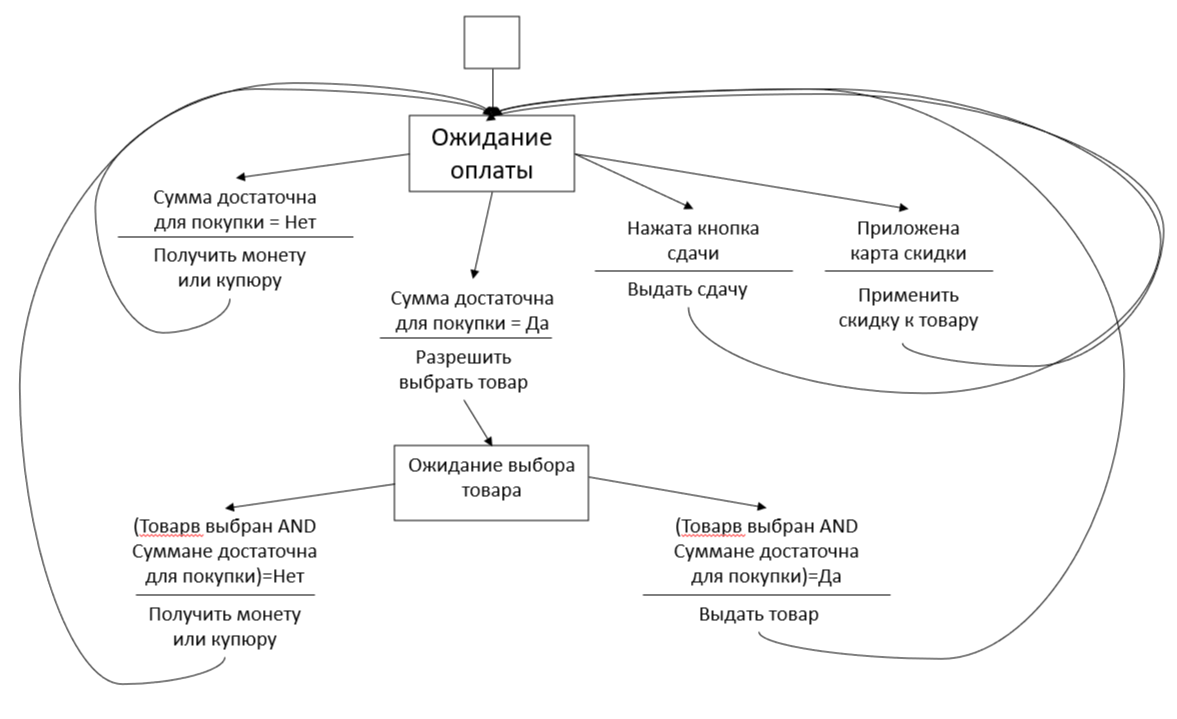 Ожидание
оплаты
Сумма достаточна
для покупки = Нет
Получить монету
или купюру
Сумма достаточна
для покупки = Да
Разрешить
выбрать товар
Нажата кнопка
сдачи
Выдать сдачу
Приложена
карта скидки
Применить
скидку к товару
Ожидание выбора
товара
(Товарв выбран AND
Суммане достаточна
для покупки)=Нет
Получить монету
или купюру
(Товарв выбран AND
Суммане достаточна
для покупки)=Да
Выдать товар